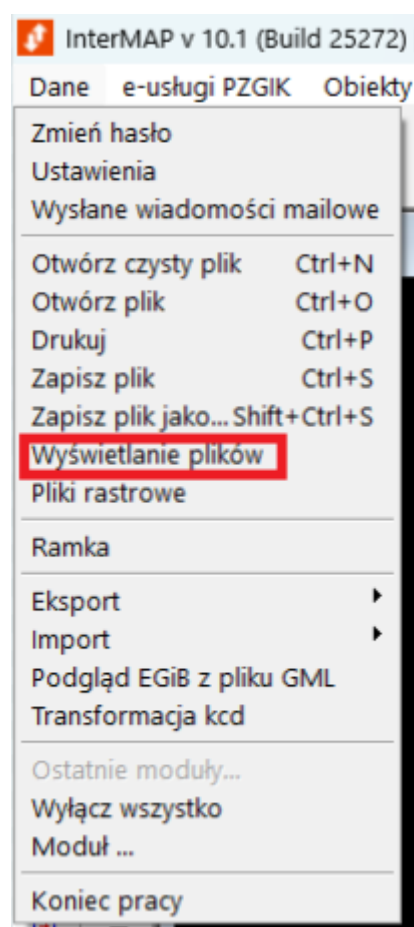 InterMAP v 10.1 (Build 25272)
Dane e-usługi PZGIK Obiekty
Zmień hasło
Ustawienia
Wysłane wiadomości mailowe
Otwórz czysty plik Ctrl+N
Otwórz plik Ctrl+O
Drukuj Ctrl+P
Zapisz plik Ctrl+S
Zapisz plik jako... Shift+Ctrl+S
Wyświetlanie plików
Pliki rastrowe
Ramka
Eksport
Import
Podgląd EGiB z pliku GML
Transformacja kcd
Ostatnie moduły...
Wyłącz wszystko
Moduł ...
Koniec pracy